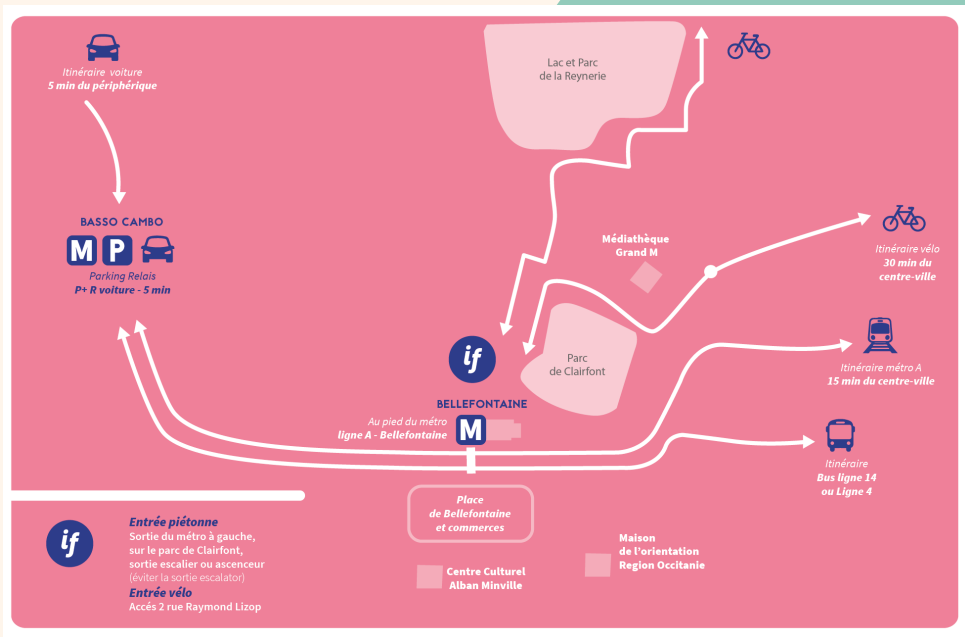 Itinéraire voiture
5 min du périphérique
Lac et Parc
de la Reynerie
BASSO CAMBO
M P
Parking Relais
P+ R voiture - 5 min
Médiathèque
Grand M
Itinéraire vélo
30 min du
centre-ville
if
Parc
de Clairfont
Itinéraire métro A
15 min du centre-ville
BELLEFONTAINE
Au pied du métro
ligne A - Bellefontaine
M
Itinéraire
Bus ligne 14
ou Ligne 4
Place
de Bellefontaine
et commerces
if
Entrée piétonne
Sortie du métro à gauche,
sur le parc de Clairfont,
sortie escalier ou ascenceur
(éviter la sortie escalator)
Entrée vélo
Accés 2 rue Raymond Lizop
Centre Culturel
Alban Minville
Maison
de l'orientation
Region Occitanie